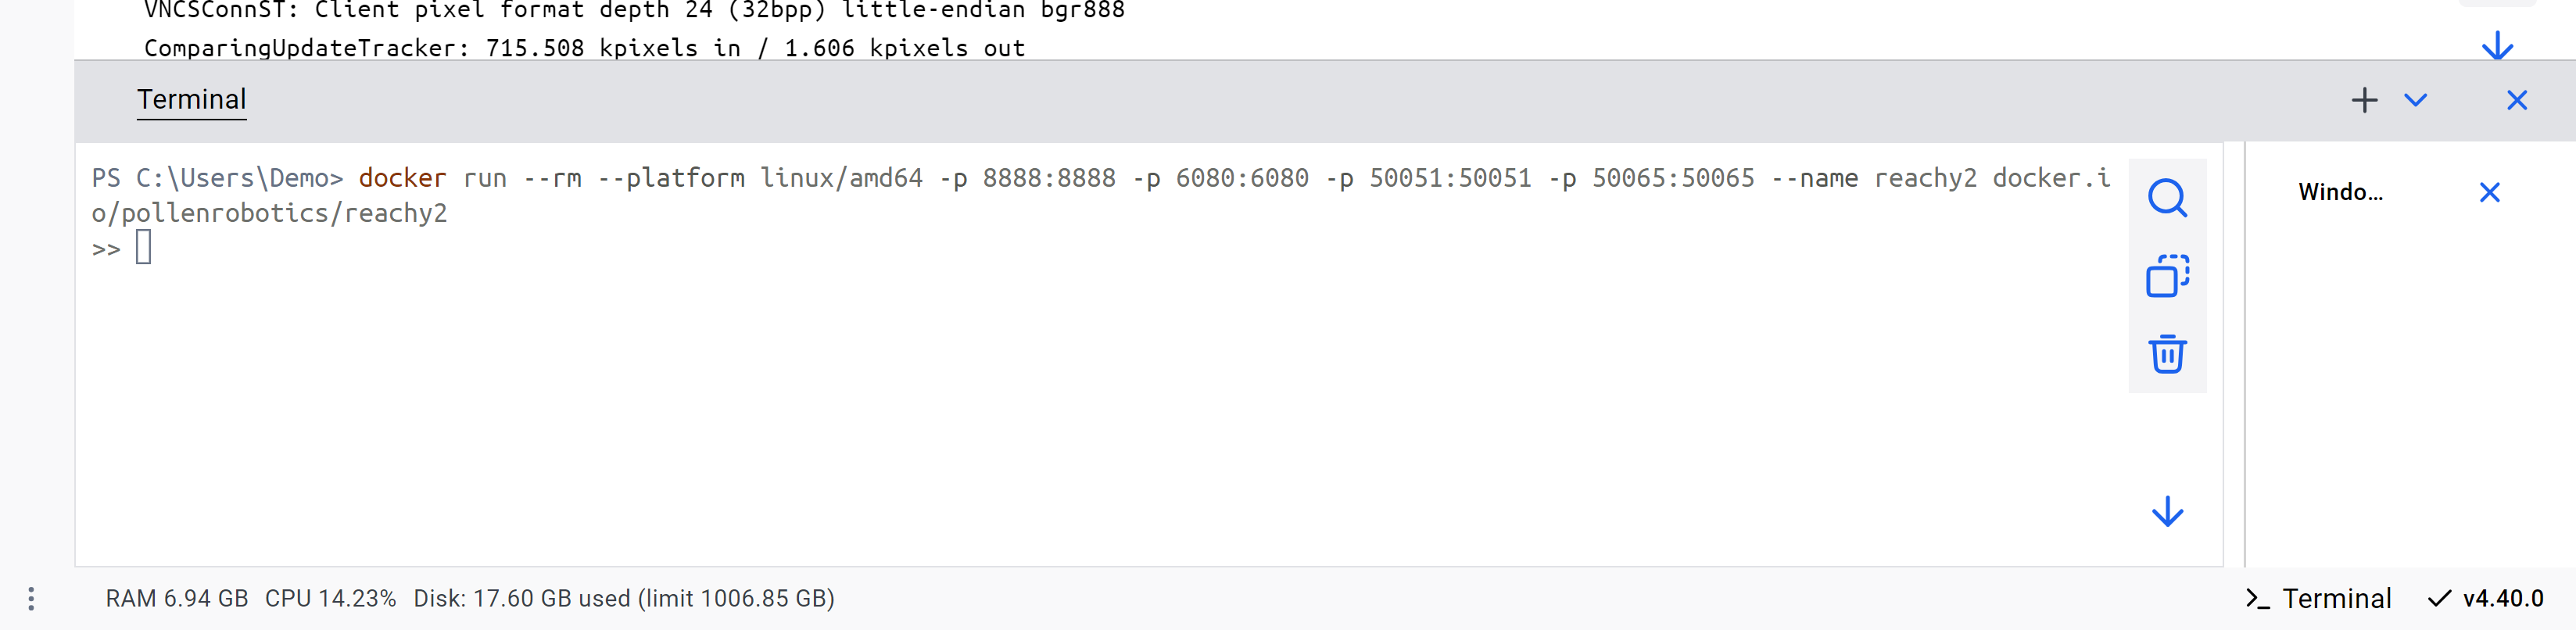 VNCSConnST: Client pixel format depth 24 (32bpp) little-endian bgr888
ComparingUpdateTracker: 715.508 kpixels in / 1.606 kpixels out
Terminal
PS C:\Users\Demo> docker run --rm --platform linux/amd64 -p 8888:8888 -p 6080:6080 -p 50051:50051 -p 50065:50065 --name reachy2 docker.i
o/pollenrobotics/reachy2
>>
Windo...
RAM 6.94 GB CPU 14.23% Disk: 17.60 GB used (limit 1006.85 GB)
Terminal
v4.40.0